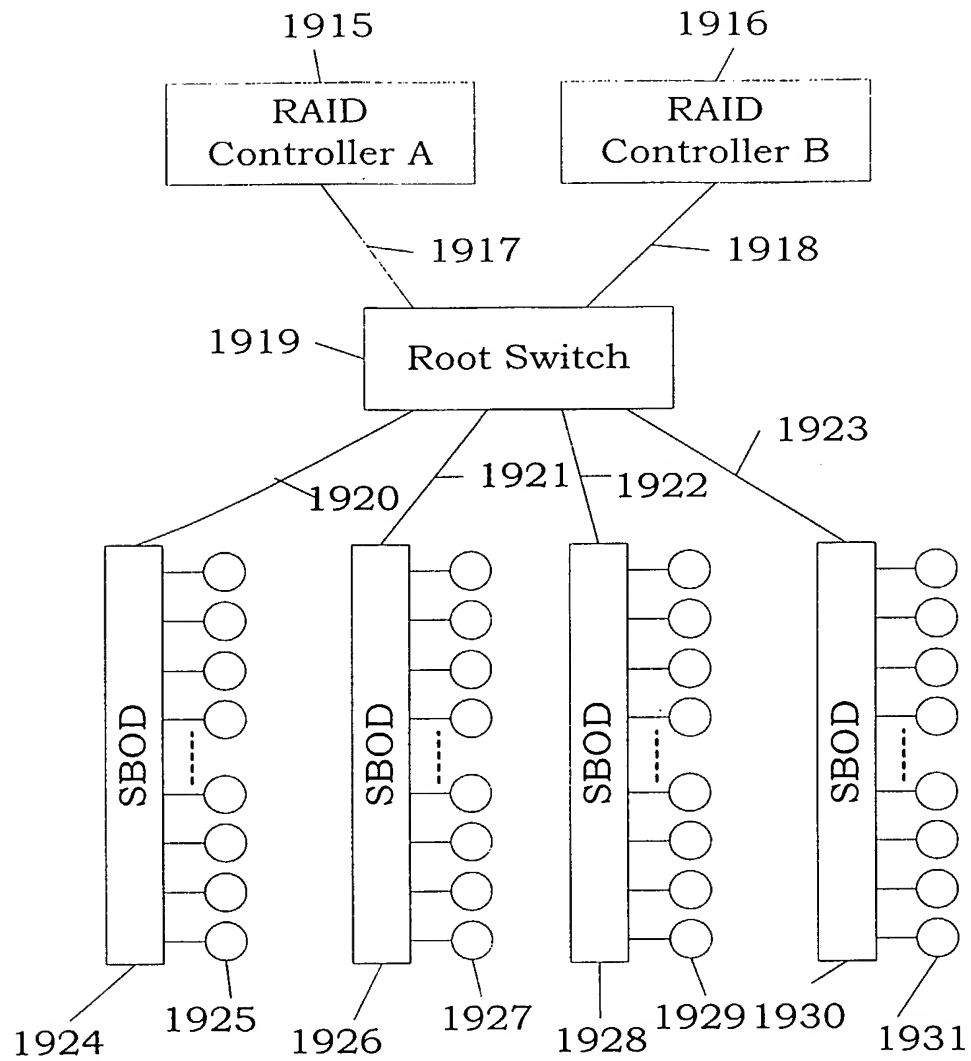 1915
1916
RAID
Controller A
RAID
Controller B
1917
1918
1919
Root Switch
1920
1921
1922
1923
SBOD
SBOD
SBOD
SBOD
1924
1925
1926
1927
1928
1929
1930
1931